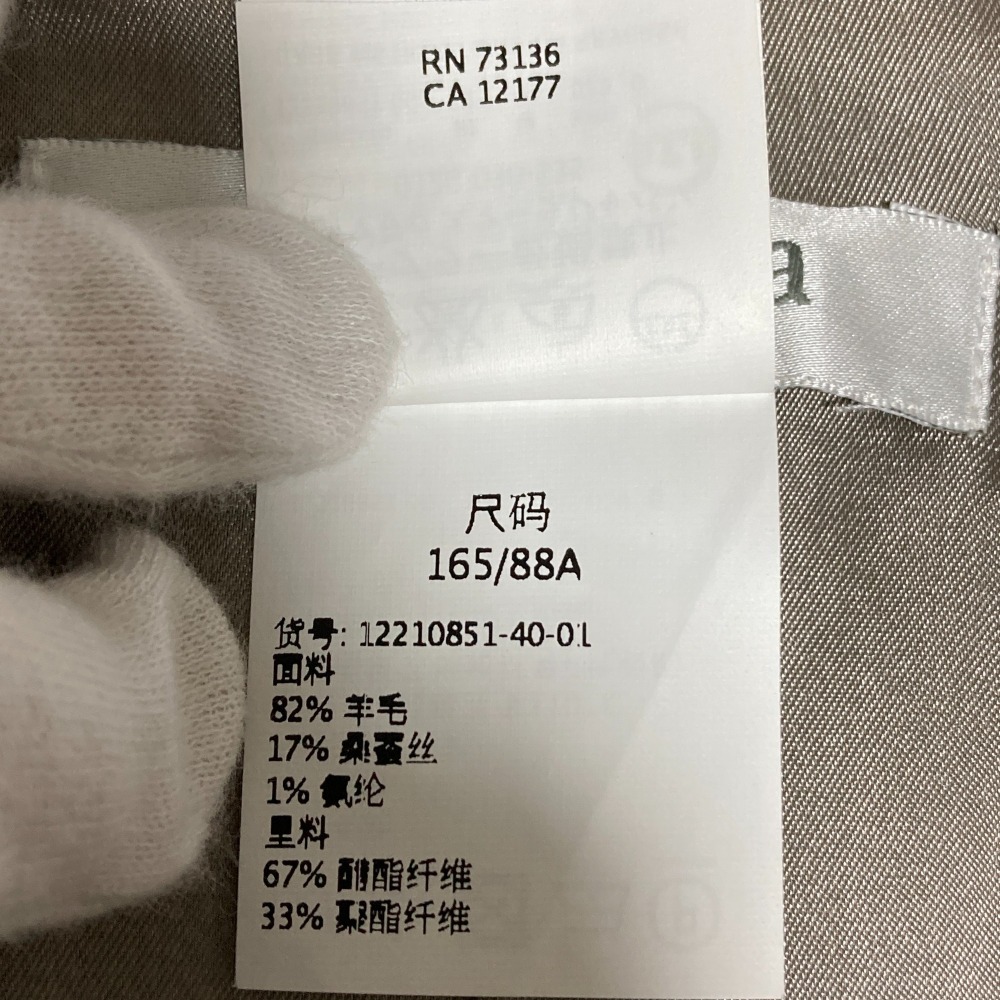 RN 73136
CA 12177
a
尺码
165/88A
货号: 12210851-40-01
面料
82% 羊毛
17% 桑蚕丝
1% 氨纶
里料
67% 醋酯纤维
33% 聚酯纤维